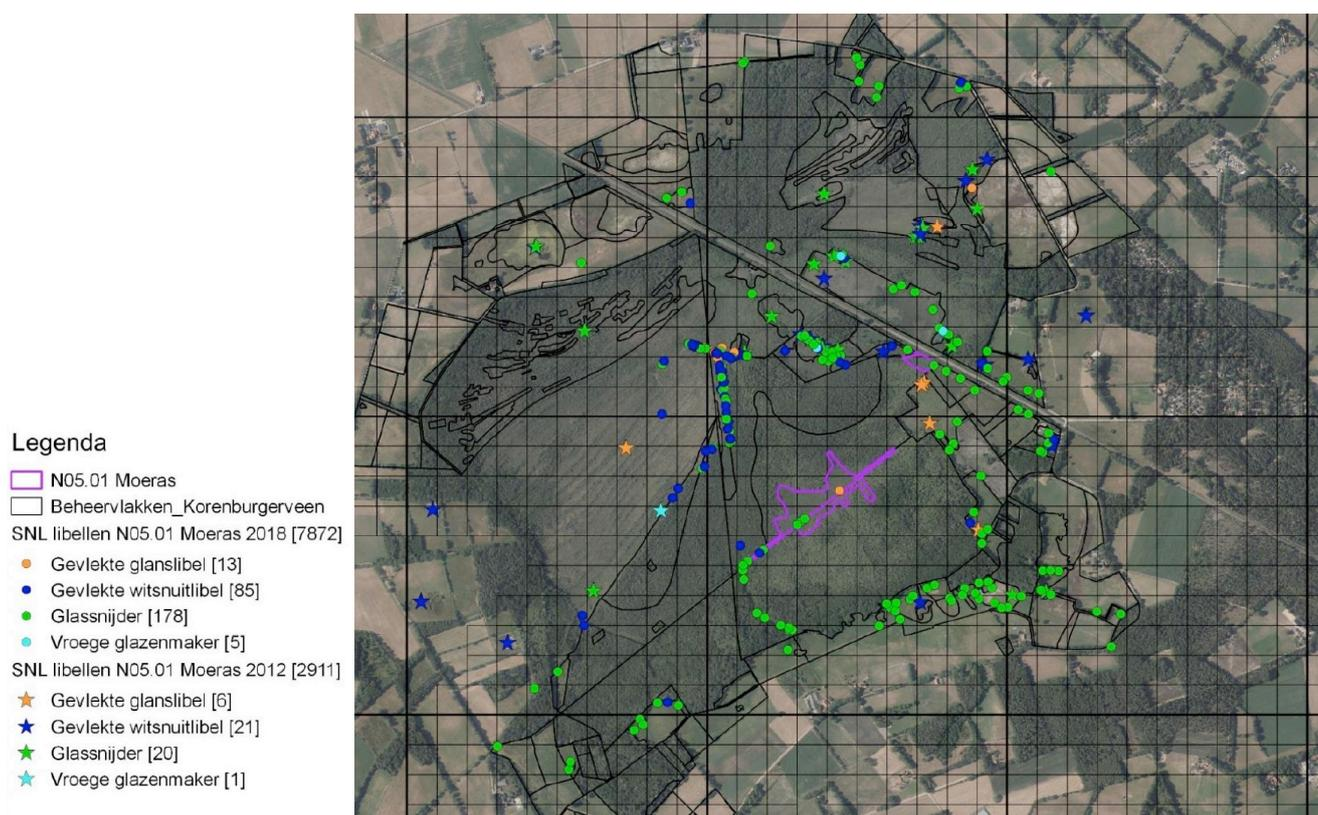 Legenda
N05.01 Moeras
Beheervlakken_Korenburgerveen
SNL libellen N05.01 Moeras 2018 [7872]
Gevlekte glanslibel [13]
Gevlekte witsnuitlibel [85]
Glassnijder [178]
Vroege glazenmaker [5]
SNL libellen N05.01 Moeras 2012 [2911]
Gevlekte glanslibel [6]
Gevlekte witsnuitlibel [21]
Glassnijder [20]
Vroege glazenmaker [1]